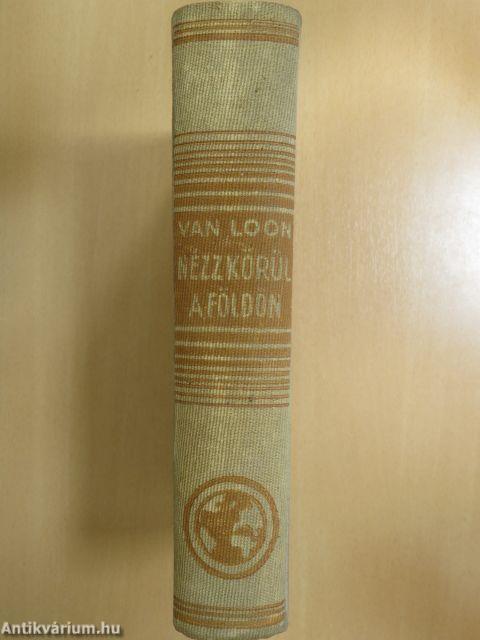 VAN LOON
NÉZZ KÖRÜL
A FÖLDÖN
Antikvárium.hu